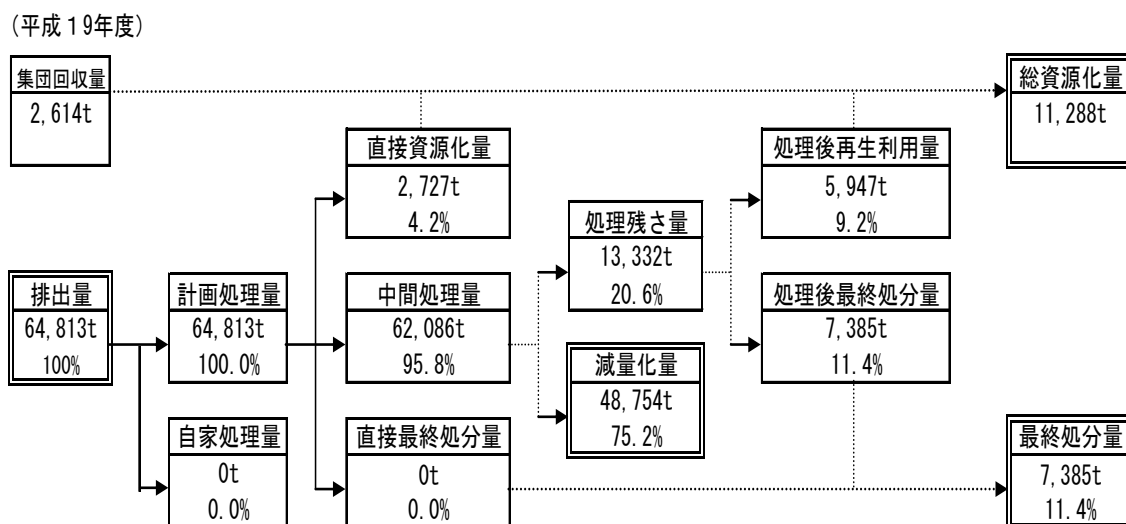 (平成19年度)
集団回収量
2,614t
総資源化量
11,288t
直接資源化量
2,727t
4.2%
処理後再生利用量
5,947t
9.2%
処理残さ量
13,332t
20.6%
排出量
64,813t
100%
計画処理量
64,813t
100.0%
中間処理量
62,086t
95.8%
処理後最終処分量
7,385t
11.4%
減量化量
48,754t
75.2%
自家処理量
0t
0.0%
直接最終処分量
0t
0.0%
最終処分量
7,385t
11.4%